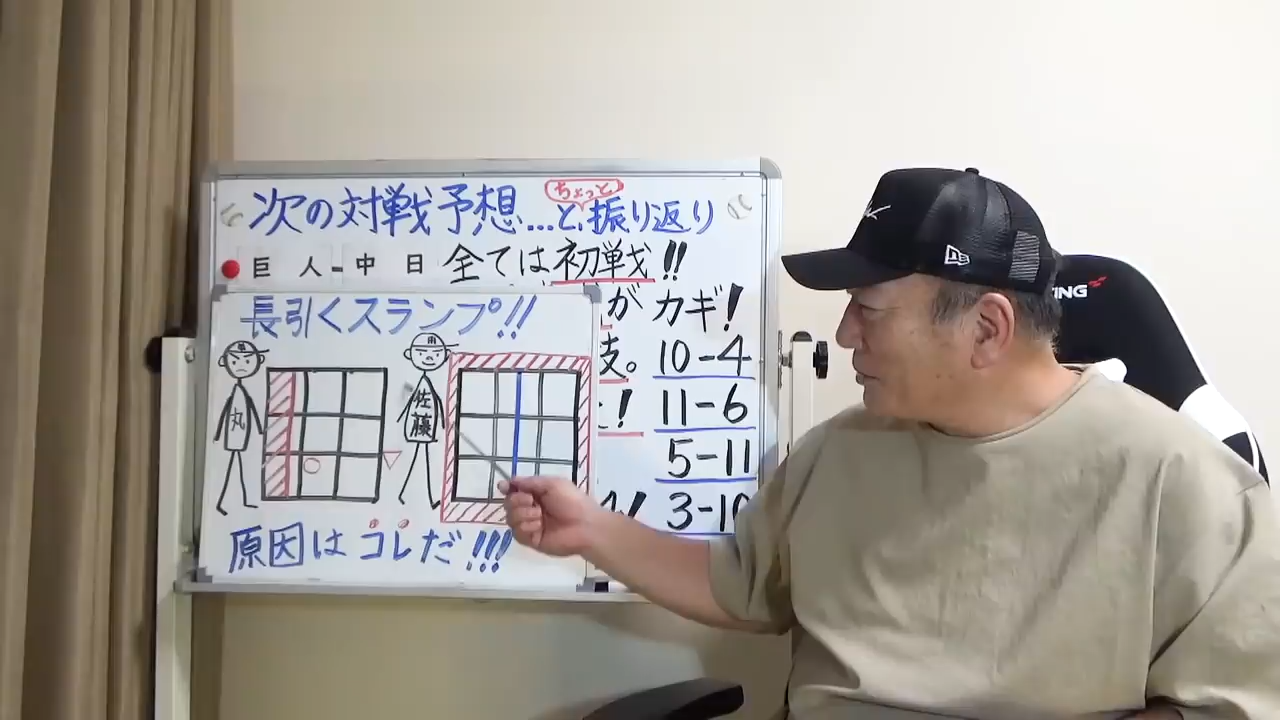 次の対戦予想…と、振り返り
ちょっと
巨人-中日 全ては初戦!!
が カギ!
技。 10-4
! 11-6
5-11
! 3-10
長引くスランプ!!
丸
佐藤
原因はコレだ!!!
ING